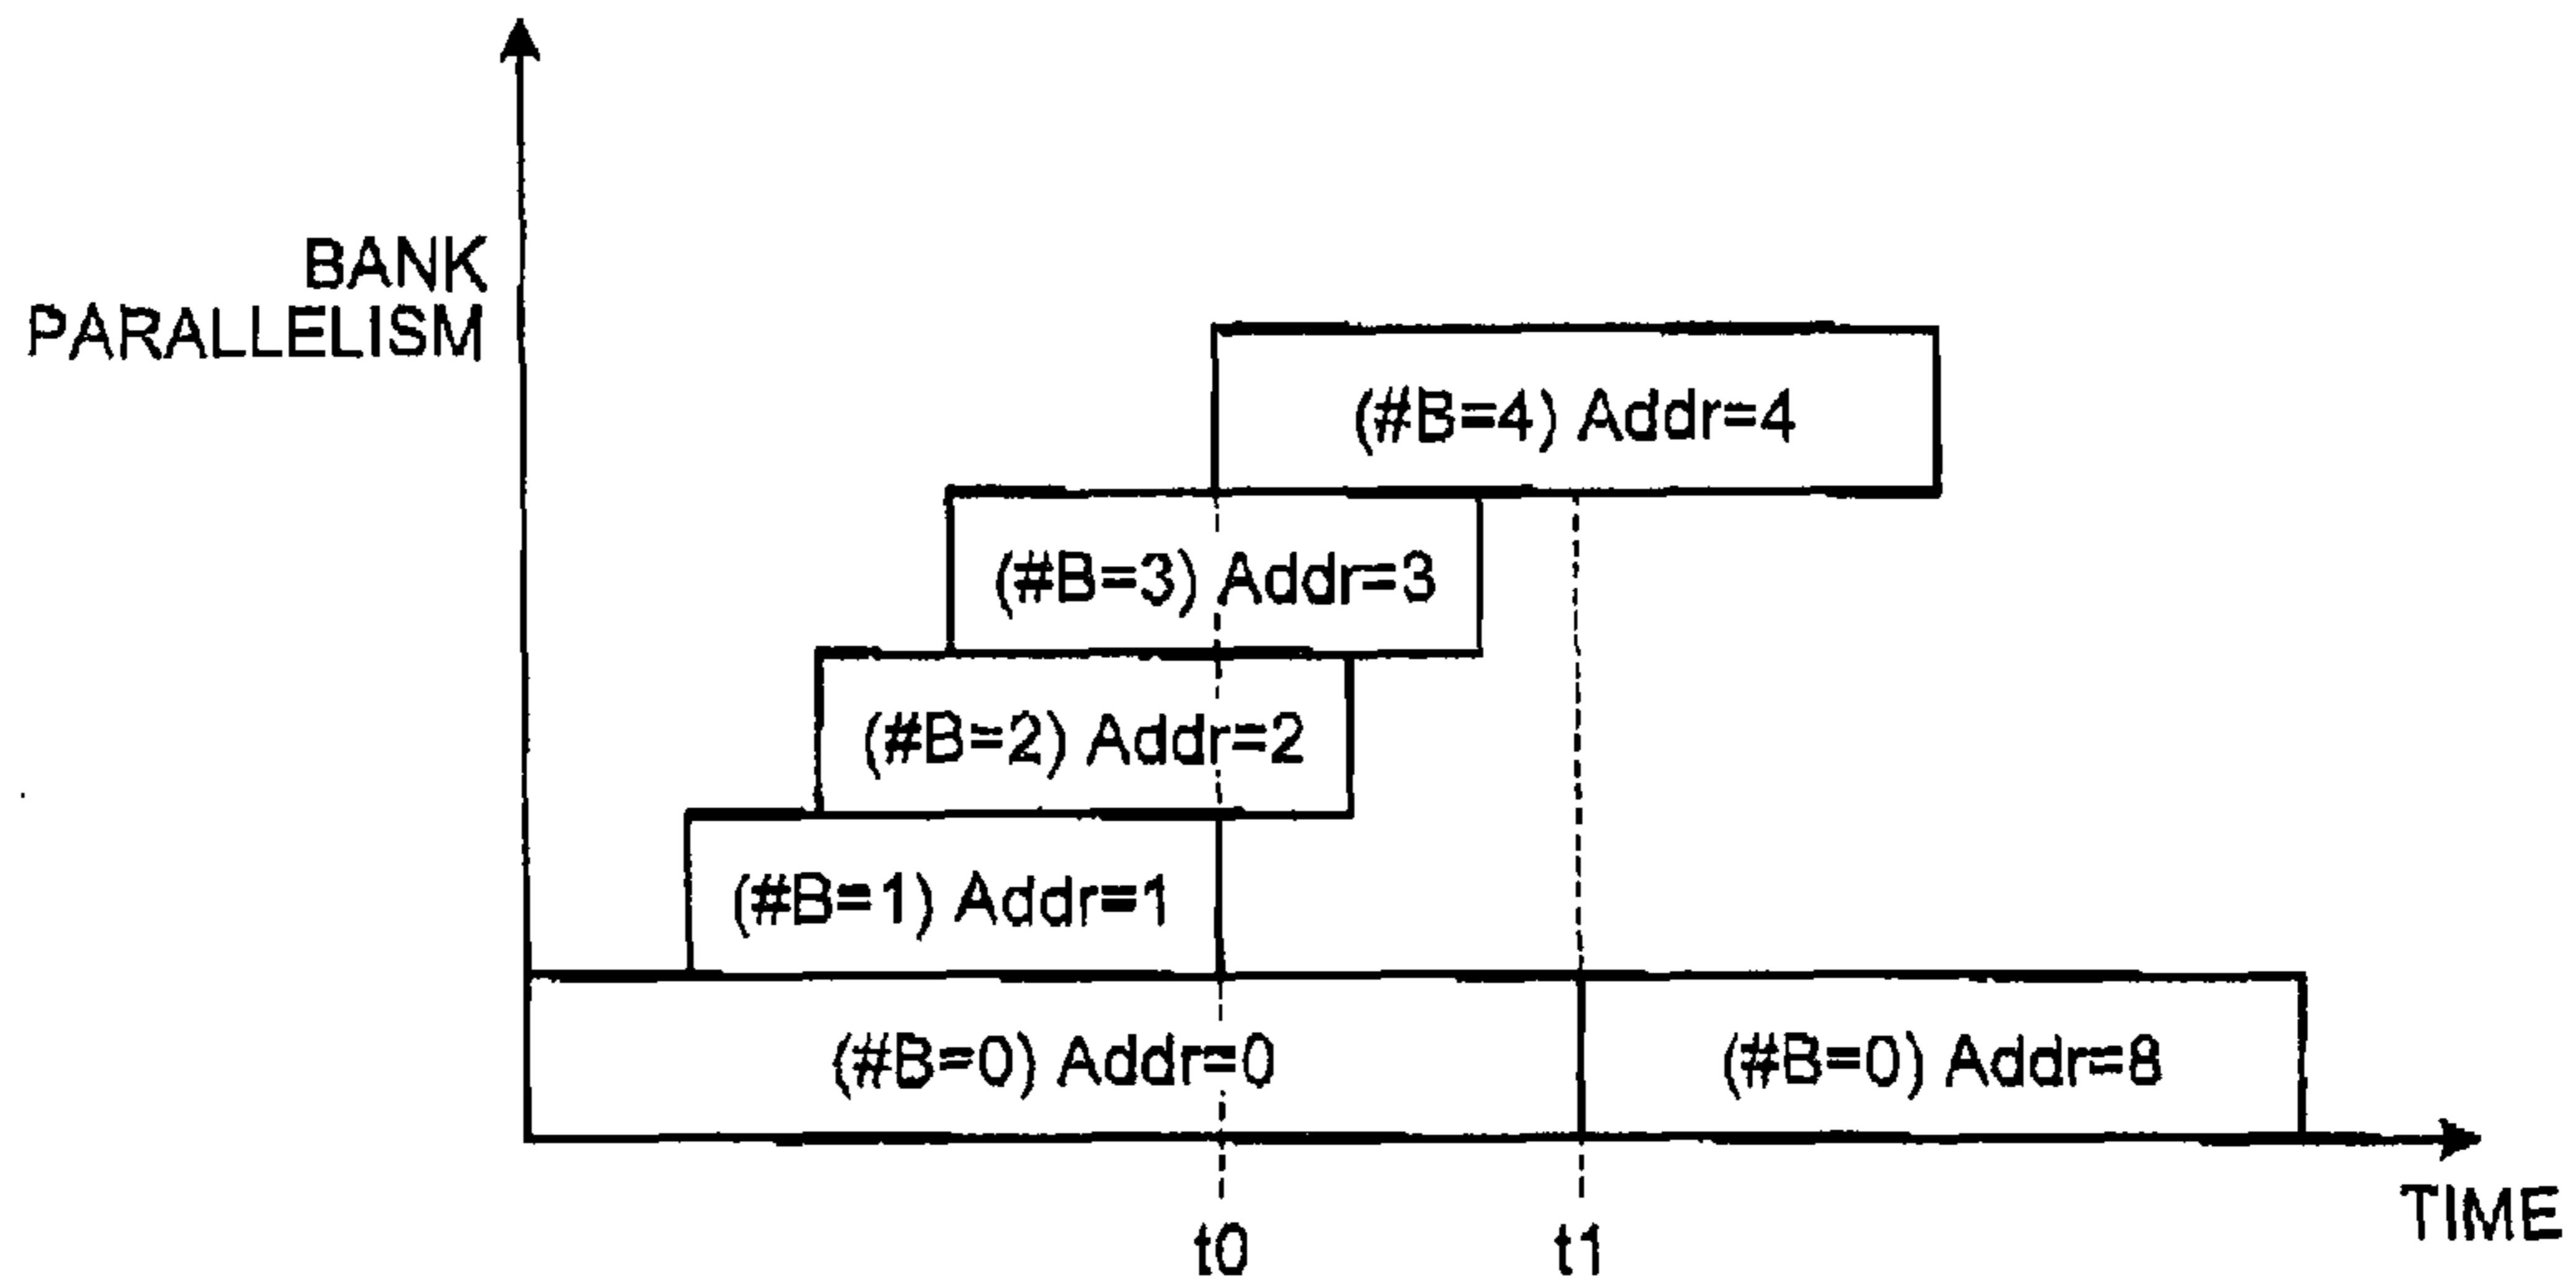 BANK
PARALLELISM
(#B=4) Addr=4
(#B=3) Addr=3
(#B=2) Addr=2
(#B=1) Addr=1
(#B=0) Addr=0
(#B=0) Addr=8
t0
t1
TIME